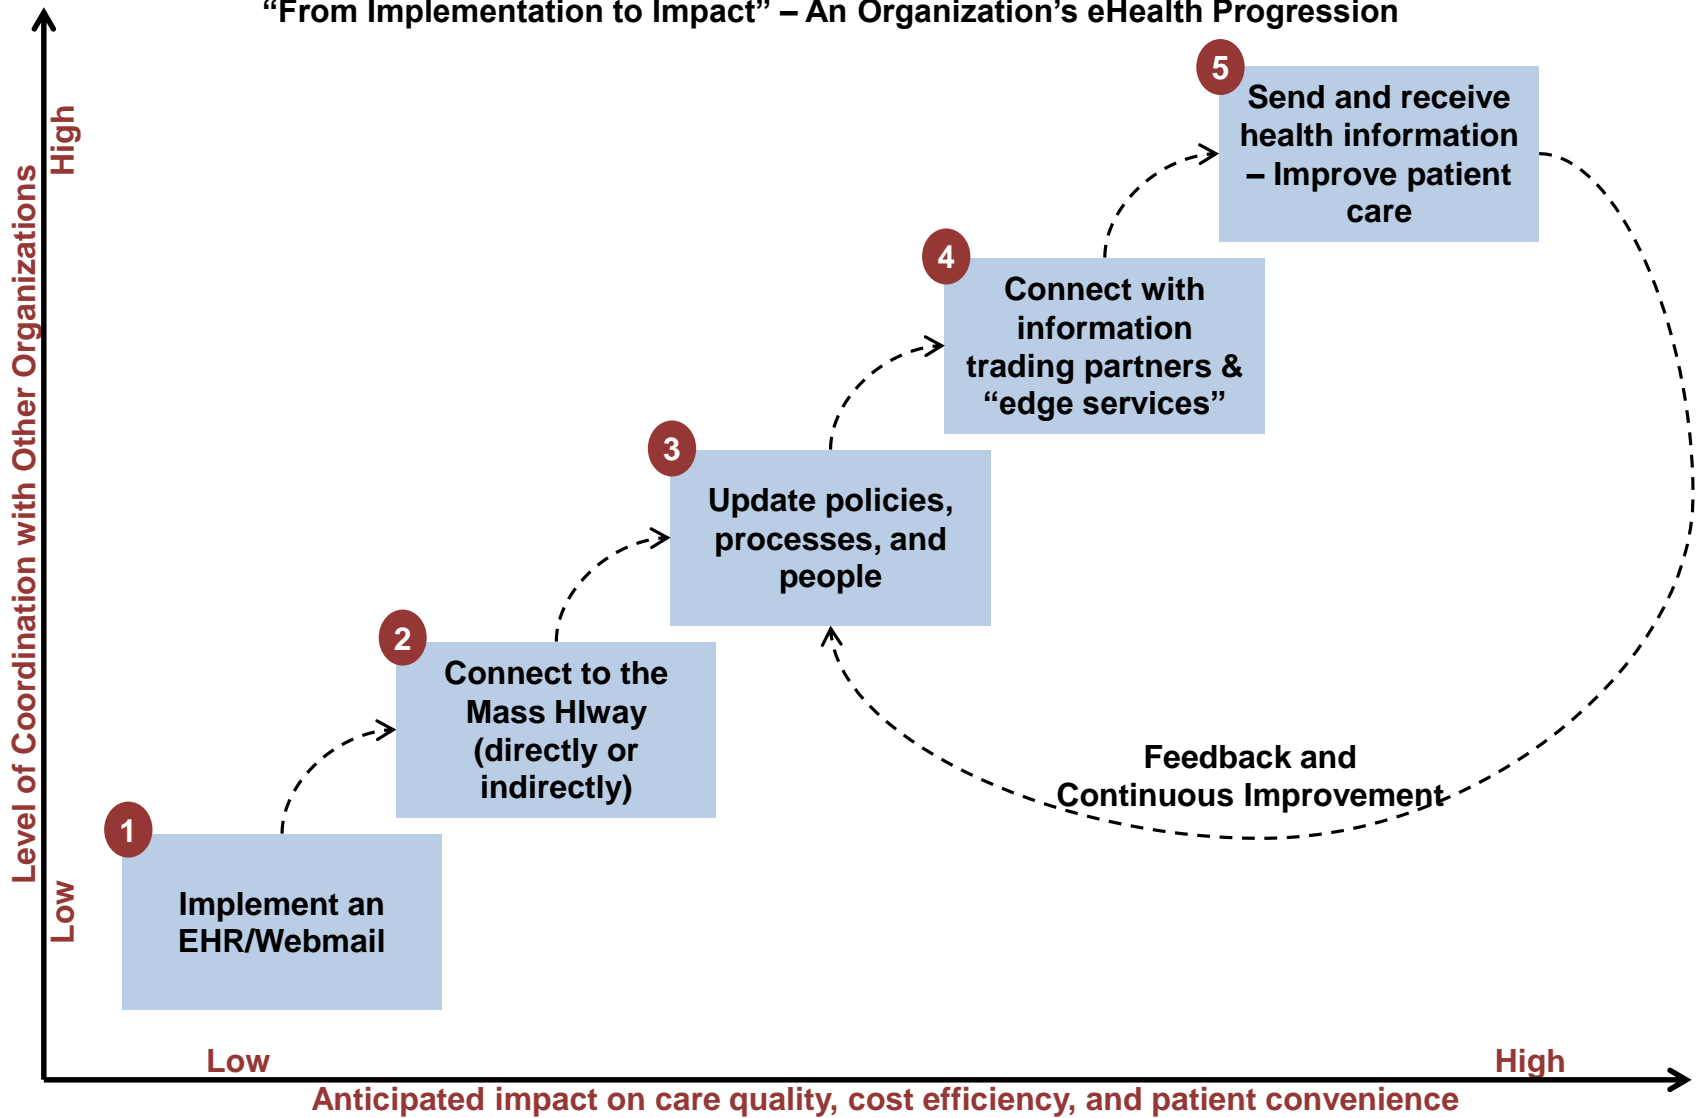 “From Implementation to Impact” – An Organization’s eHealth Progression
High
Level of Coordination with Other Organizations
Low
5
Send and receive
health information
– Improve patient
care
4
Connect with
information
trading partners &
“edge services”
3
Update policies,
processes, and
people
2
Connect to the
Mass HIway
(directly or
indirectly)
Feedback and
Continuous Improvement
1
Implement an
EHR/Webmail
Low
High
Anticipated impact on care quality, cost efficiency, and patient convenience